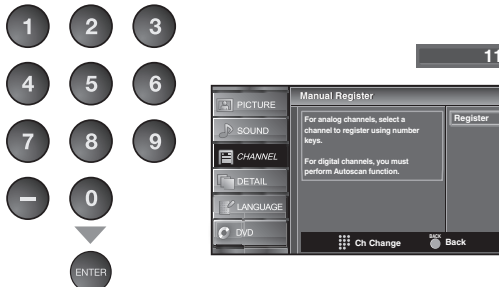 1 2 3
4 5 6
7 8 9
0
ENTER
11
Manual Register
PICTURE
SOUND
CHANNEL
DETAIL
LANGUAGE
DVD
For analog channels, select a
channel to register using number
keys.
For digital channels, you must
perform Autoscan function.
Register
Ch Change
BACK
Back